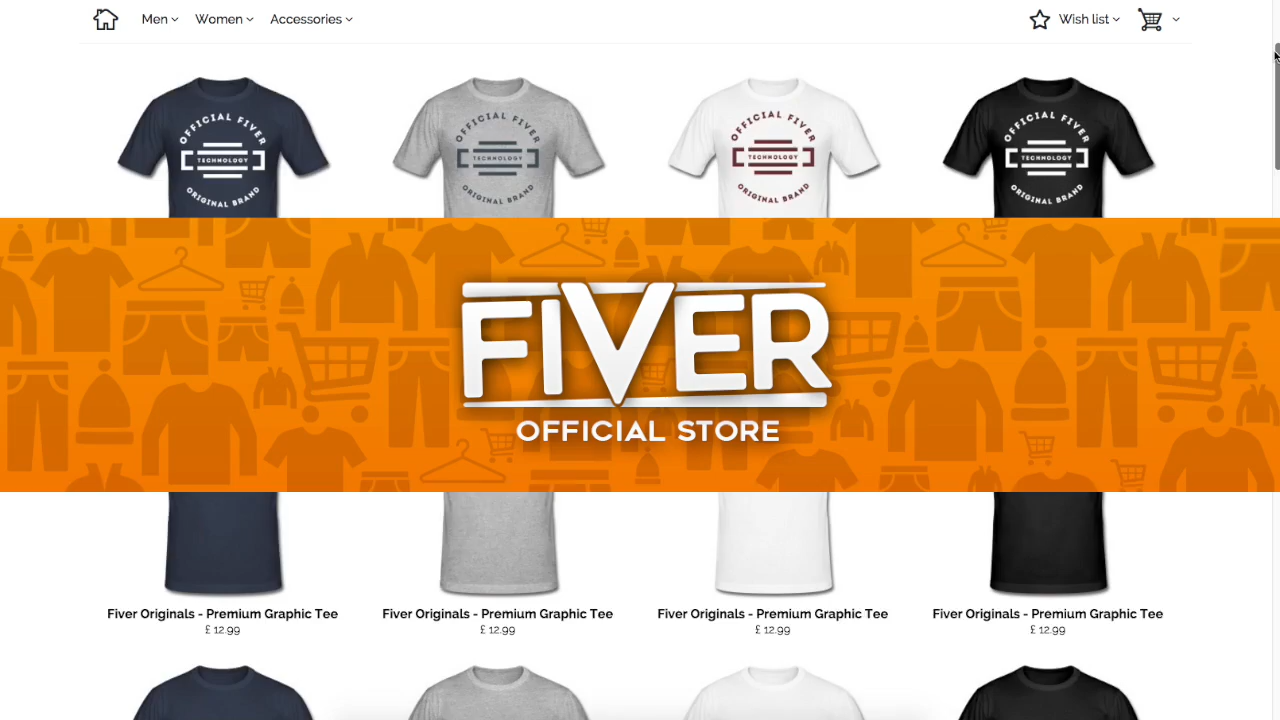 Men
Women
Accessories
Wish list
OFFICIAL FIVER
TECHNOLOGY
ORIGINAL BRAND
OFFICIAL FIVER
TECHNOLOGY
ORIGINAL BRAND
OFFICIAL FIVER
TECHNOLOGY
ORIGINAL BRAND
OFFICIAL FIVER
TECHNOLOGY
ORIGINAL BRAND
FIVER
OFFICIAL STORE
Fiver Originals - Premium Graphic Tee
£ 12.99
Fiver Originals - Premium Graphic Tee
£ 12.99
Fiver Originals - Premium Graphic Tee
£ 12.99
Fiver Originals - Premium Graphic Tee
£ 12.99